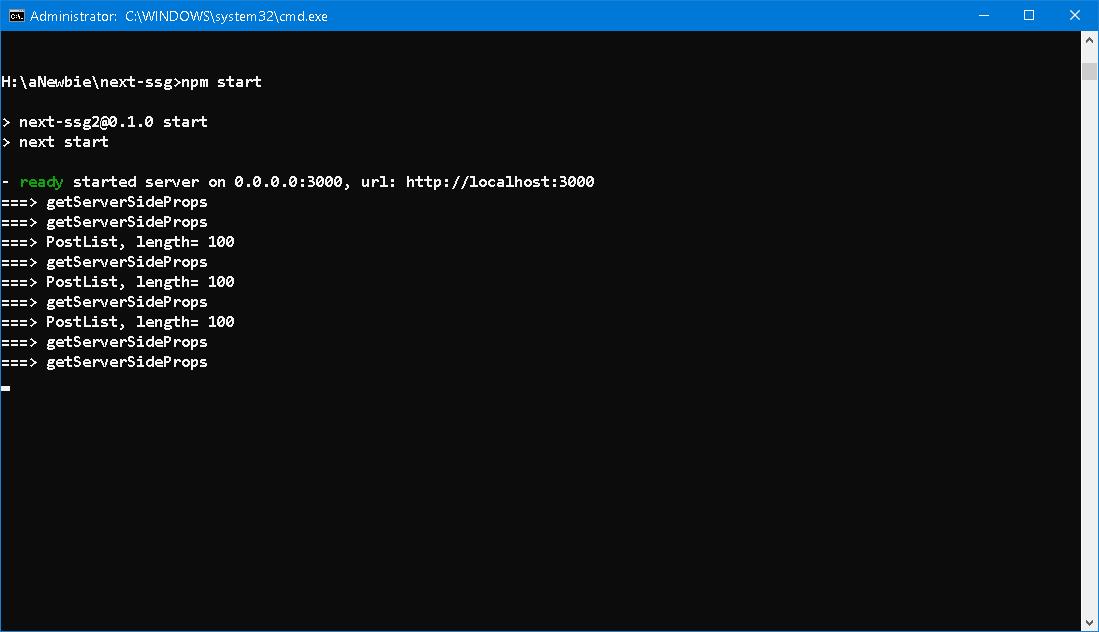 Administrator: C:\WINDOWS\system32\cmd.exe
H:\aNewbie\next-ssg>npm start
> next-ssg2@0.1.0 start
> next start
- ready started server on 0.0.0.0:3000, url: http://localhost:3000
===> getServerSideProps
===> getServerSideProps
===> PostList, length= 100
===> getServerSideProps
===> PostList, length= 100
===> getServerSideProps
===> PostList, length= 100
===> getServerSideProps
===> getServerSideProps